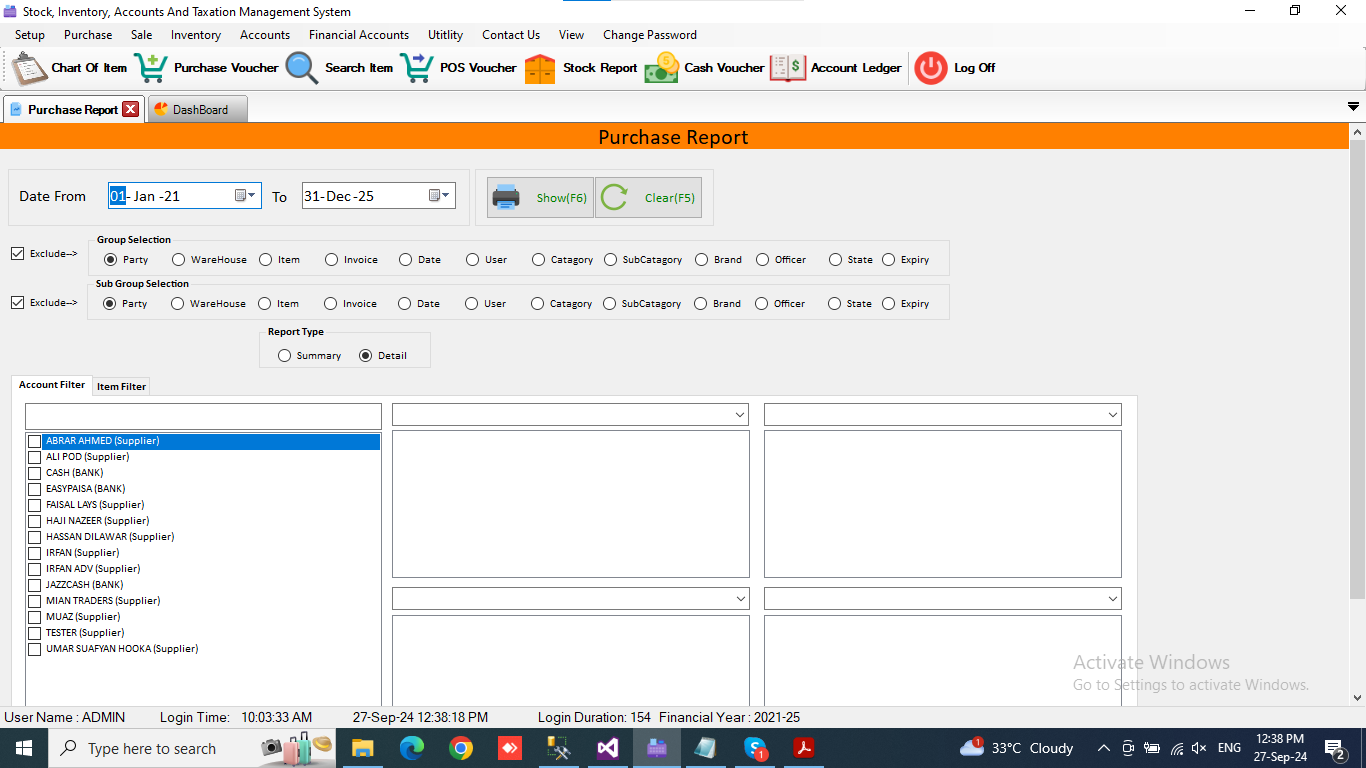 Stock, Inventory, Accounts And Taxation Management System
Setup Purchase Sale Inventory Accounts Financial Accounts Utitlity Contact Us View Change Password
Chart Of Item Purchase Voucher Search Item POS Voucher Stock Report Cash Voucher Account Ledger Log Off
Purchase Report DashBoard
Purchase Report
Date From 01- Jan -21 To 31-Dec -25 Show(F6) Clear(F5)
Group Selection
Exclude--> Party WareHouse Item Invoice Date User Catagory SubCatagory Brand Officer State Expiry
Sub Group Selection
Exclude--> Party WareHouse Item Invoice Date User Catagory SubCatagory Brand Officer State Expiry
Report Type
Summary Detail
Account Filter Item Filter
ABRAR AHMED (Supplier)
ALI POD (Supplier)
CASH (BANK)
EASYPAISA (BANK)
FAISAL LAYS (Supplier)
HAJI NAZEER (Supplier)
HASSAN DILAWAR (Supplier)
IRFAN (Supplier)
IRFAN ADV (Supplier)
JAZZCASH (BANK)
MIAN TRADERS (Supplier)
MUAZ (Supplier)
TESTER (Supplier)
UMAR SUAFYAN HOOKA (Supplier)
Activate Windows
Go to Settings to activate Windows.
User Name : ADMIN Login Time: 10:03:33 AM 27-Sep-24 12:38:18 PM Login Duration: 154 Financial Year : 2021-25
Type here to search 1 1 33°C Cloudy ENG 12:38 PM
27-Sep-24 2